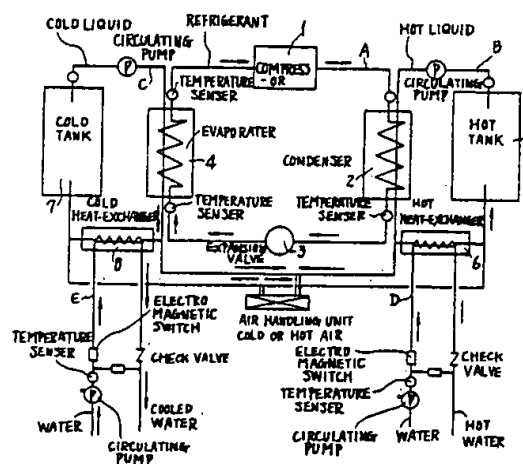 COLD LIQUID
CIRCULATING
PUMP
P
C
REFRIGERANT
1
COMPRESS
-OR
A
HOT LIQUID
P
B
CIRCULATING
PUMP
TEMPERATURE
SENSER
COLD
TANK
7
EVAPORATER
4
CONDENSER
2
HOT
TANK
COLD
HEAT-EXCHANGER
8
TEMPERATURE
SENSER
EXPANSION
VALVE
3
TEMPERATURE
SENSER
HOT
HEAT-EXCHANGER
6
E
D
AIR HANDLING UNIT
COLD OR HOT AIR
ELECTRO
MAGNETIC
SWITCH
TEMPERATURE
SENSER
CHECK VALVE
P
WATER
COOLED
WATER
CIRCULATING
PUMP
ELECTRO
MAGNETIC
SWITCH
TEMPERATURE
SENSER
CHECK
VALVE
P
CIRCULATING
PUMP
WATER
HOT
WATER